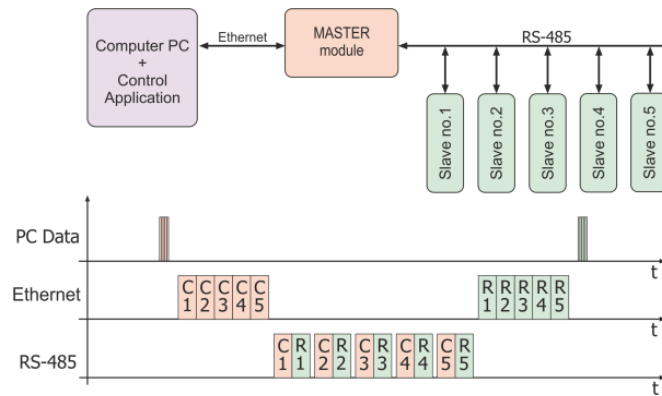 Computer PC
+
Control
Application
Ethernet
MASTER
module
RS-485
Slave no.1
Slave no.2
Slave no.3
Slave no.4
Slave no.5
PC Data
t
Ethernet
C1 C2 C3 C4 C5
R1 R2 R3 R4 R5
t
RS-485
C1 R1 C2 R2 C3 R3 C4 R4 C5 R5
t